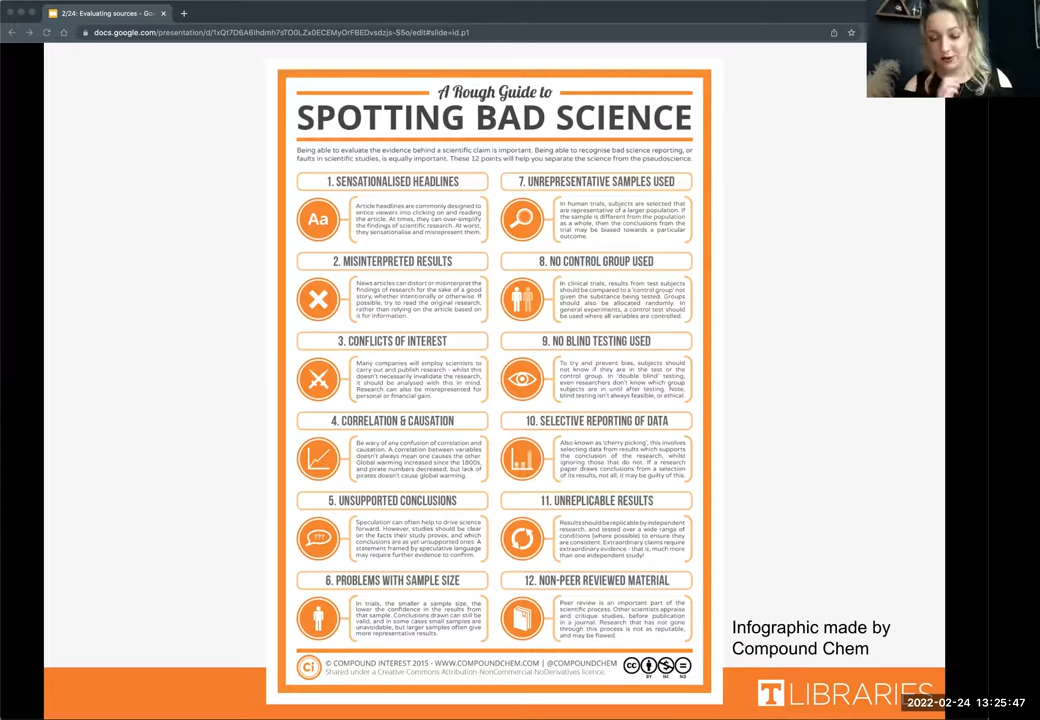 2/24: Evaluating sources - Go
docs.google.com/presentation/d/1xQt7D6A6Ihdmh7sTO0LZx0ECEMyOrFBEDvsdzjs-S5o/edit#slide=id.p1
A Rough Guide to
SPOTTING BAD SCIENCE
Being able to evaluate the evidence behind a scientific claim is important. Being able to recognise bad science reporting, or
faults in scientific studies, is equally important. These 12 points will help you separate the science from the pseudoscience.
1. SENSATIONALISED HEADLINES
Aa
Article headlines are commonly designed to
entice viewers into clicking on and reading
the article. At times, they can over-simplify
the findings of scientific research. At worst,
they sensationalise and misrepresent them.
2. MISINTERPRETED RESULTS
News articles can distort or misinterpret the
findings of research for the sake of a good
story, whether intentionally or otherwise. If
possible, try to read the original research,
rather than relying on the article based on
it for information.
3. CONFLICTS OF INTEREST
Many companies will employ scientists to
carry out and publish research - whilst this
doesn't necessarily invalidate the research,
it should be analysed with this in mind.
Research can also be misrepresented for
personal or financial gain.
4. CORRELATION & CAUSATION
Be wary of any confusion of correlation and
causation. A correlation between variables
doesn't always mean one causes the other.
Global warming increased since the 1800s,
and pirate numbers decreased, but lack of
pirates doesn't cause global warming.
5. UNSUPPORTED CONCLUSIONS
???
Speculation can often help to drive science
forward. However, studies should be clear
on the facts their study proves, and which
conclusions are as yet unsupported ones. A
statement framed by speculative language
may require further evidence to confirm.
6. PROBLEMS WITH SAMPLE SIZE
In trials, the smaller a sample size, the
lower the confidence in the results from
that sample. Conclusions drawn can still be
valid, and in some cases small samples are
unavoidable, but larger samples often give
more representative results.
7. UNREPRESENTATIVE SAMPLES USED
In human trials, subjects are selected that
are representative of a larger population. If
the sample is different from the population
as a whole, then the conclusions from the
trial may be biased towards a particular
outcome.
8. NO CONTROL GROUP USED
In clinical trials, results from test subjects
should be compared to a 'control group' not
given the substance being tested. Groups
should also be allocated randomly. In
general experiments, a control test should
be used where all variables are controlled.
9. NO BLIND TESTING USED
To try and prevent bias, subjects should
not know if they are in the test or the
control group. In 'double blind' testing,
even researchers don't know which group
subjects are in until after testing. Note,
blind testing isn't always feasible, or ethical.
10. SELECTIVE REPORTING OF DATA
Also known as 'cherry picking', this involves
selecting data from results which supports
the conclusion of the research, whilst
ignoring those that do not. If a research
paper draws conclusions from a selection
of its results, not all, it may be guilty of this.
11. UNREPLICABLE RESULTS
Results should be replicable by independent
research, and tested over a wide range of
conditions (where possible) to ensure they
are consistent. Extraordinary claims require
extraordinary evidence - that is, much more
than one independent study!
12. NON-PEER REVIEWED MATERIAL
Peer review is an important part of the
scientific process. Other scientists appraise
and critique studies, before publication
in a journal. Research that has not gone
through this process is not as reputable,
and may be flawed.
Ci
© COMPOUND INTEREST 2015 - WWW.COMPOUNDCHEM.COM | @COMPOUNDCHEM
Shared under a Creative Commons Attribution-NonCommercial-NoDerivatives licence.
cc
BY NC ND
Infographic made by
Compound Chem
T LIBRARIES
2022-02-24 13:25:47